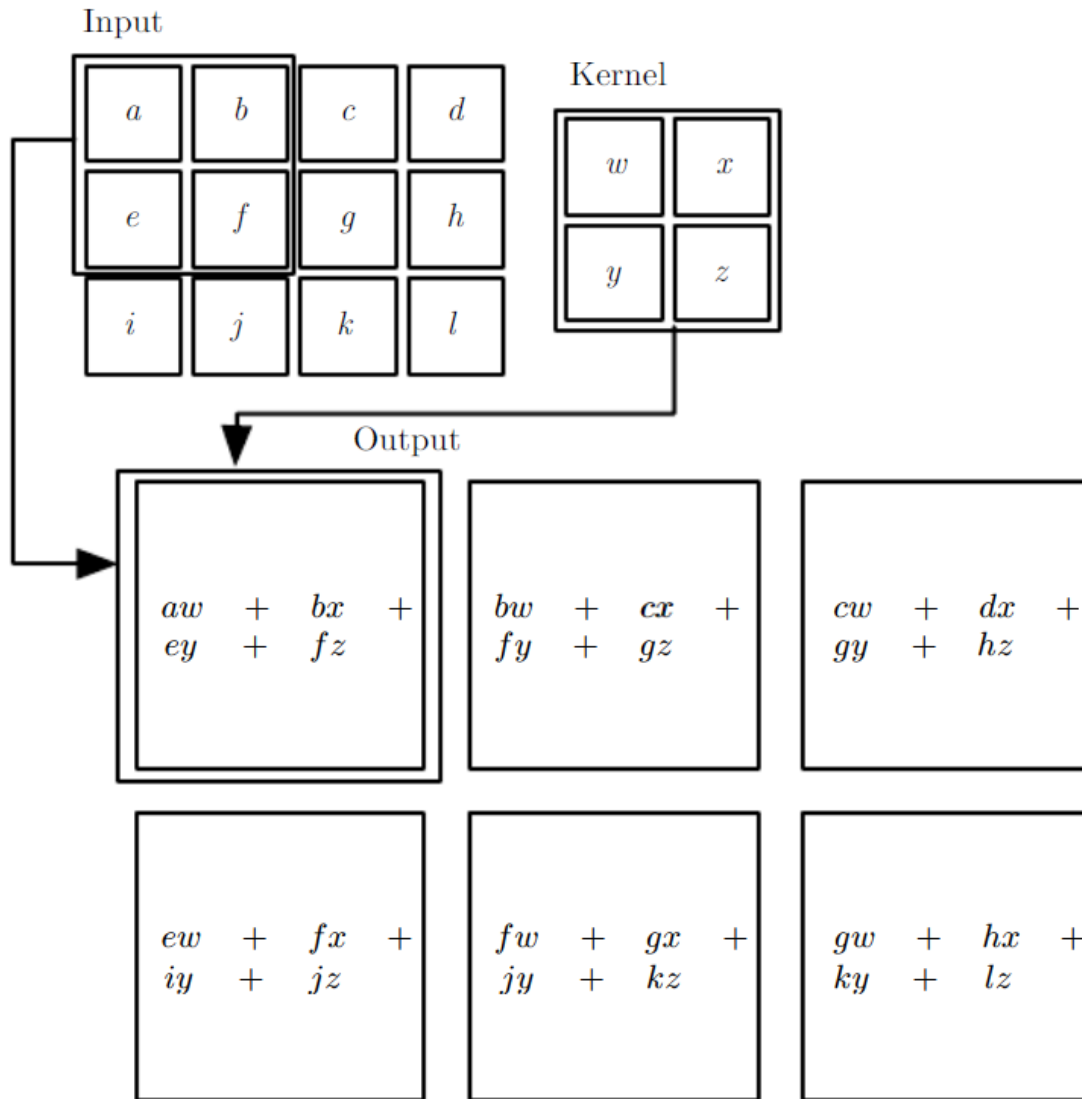 Input
Kernel
a b c d
e f g h
i j k l
w x
y z
Output
aw + bx +
ey + fz
bw + cx +
fy + gz
cw + dx +
gy + hz
ew + fx +
iy + jz
fw + gx +
jy + kz
gw + hx +
ky + lz